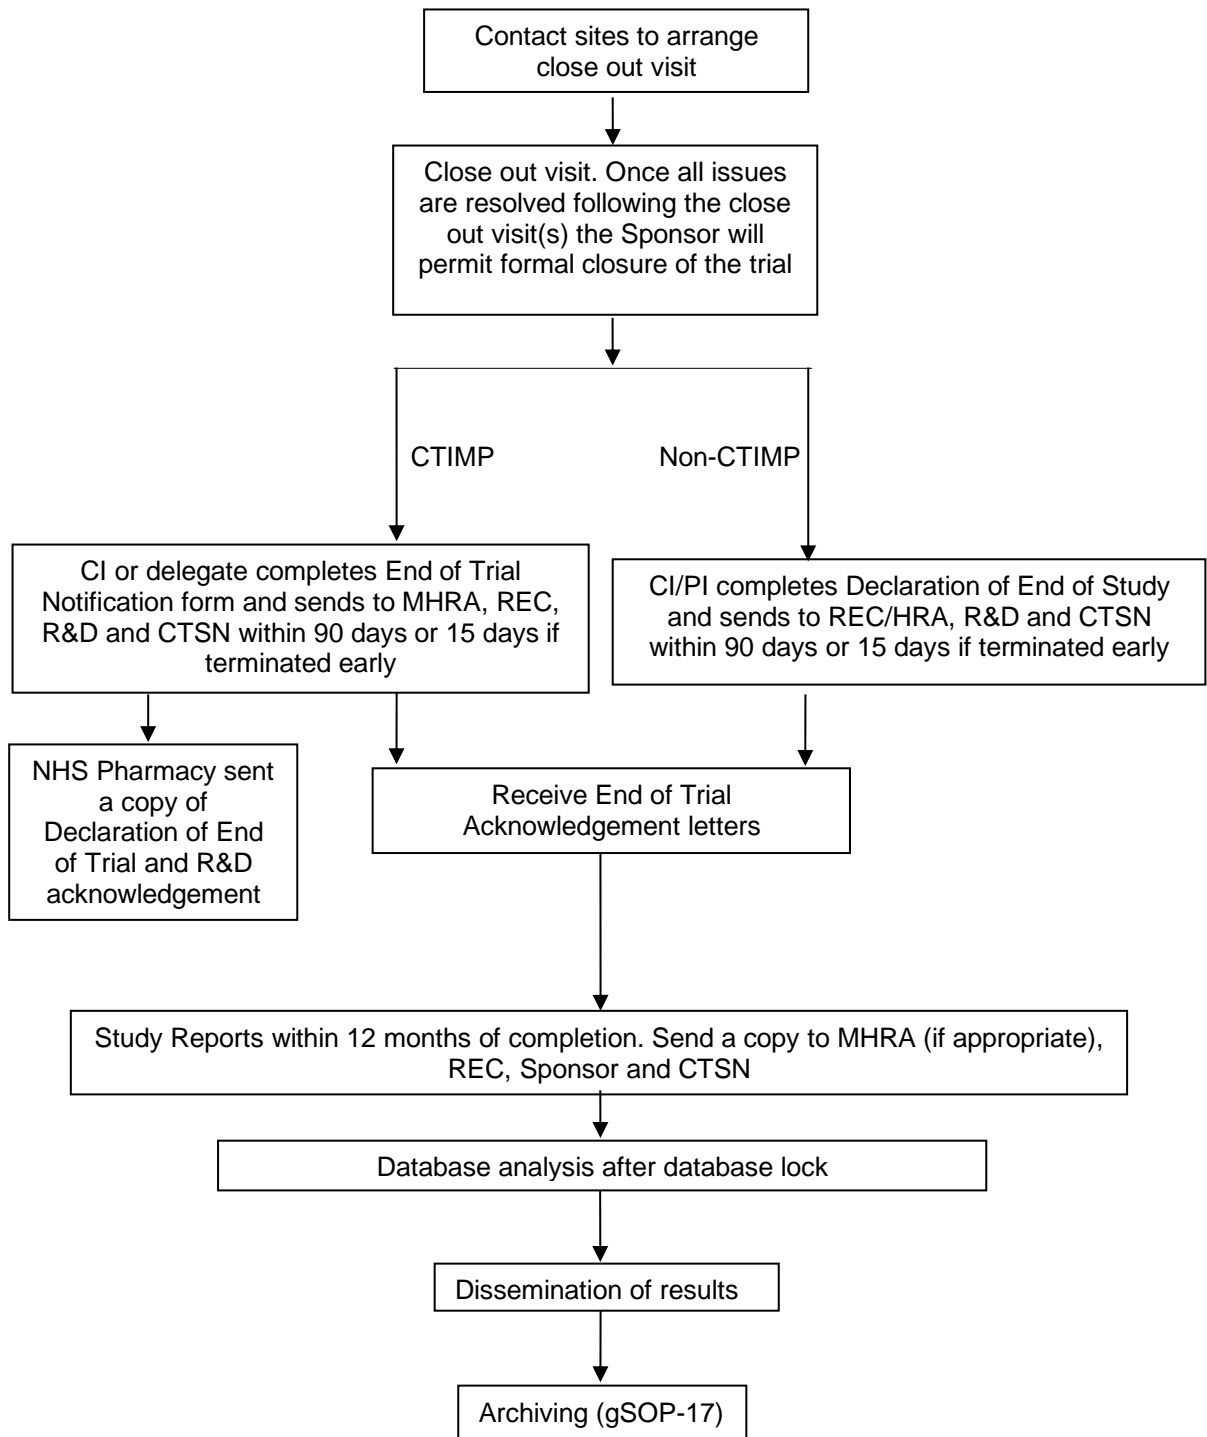 Contact sites to arrange
close out visit
Close out visit. Once all issues
are resolved following the close
out visit(s) the Sponsor will
permit formal closure of the trial
CTIMP
Non-CTIMP
CI or delegate completes End of Trial
Notification form and sends to MHRA, REC,
R&D and CTSN within 90 days or 15 days if
terminated early
CI/PI completes Declaration of End of Study
and sends to REC/HRA, R&D and CTSN
within 90 days or 15 days if terminated early
NHS Pharmacy sent
a copy of
Declaration of End
of Trial and R&D
acknowledgement
Receive End of Trial
Acknowledgement letters
Study Reports within 12 months of completion. Send a copy to MHRA (if appropriate),
REC, Sponsor and CTSN
Database analysis after database lock
Dissemination of results
Archiving (gSOP-17)